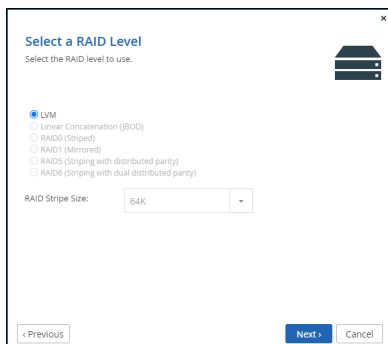 ×
Select a RAID Level
Select the RAID level to use.
LVM
Linear Concatenation (JBOD)
RAID0 (Striped)
RAID1 (Mirrored)
RAID5 (Striping with distributed parity)
RAID6 (Striping with dual distributed parity)
RAID Stripe Size: 64K
‹ Previous Next › Cancel